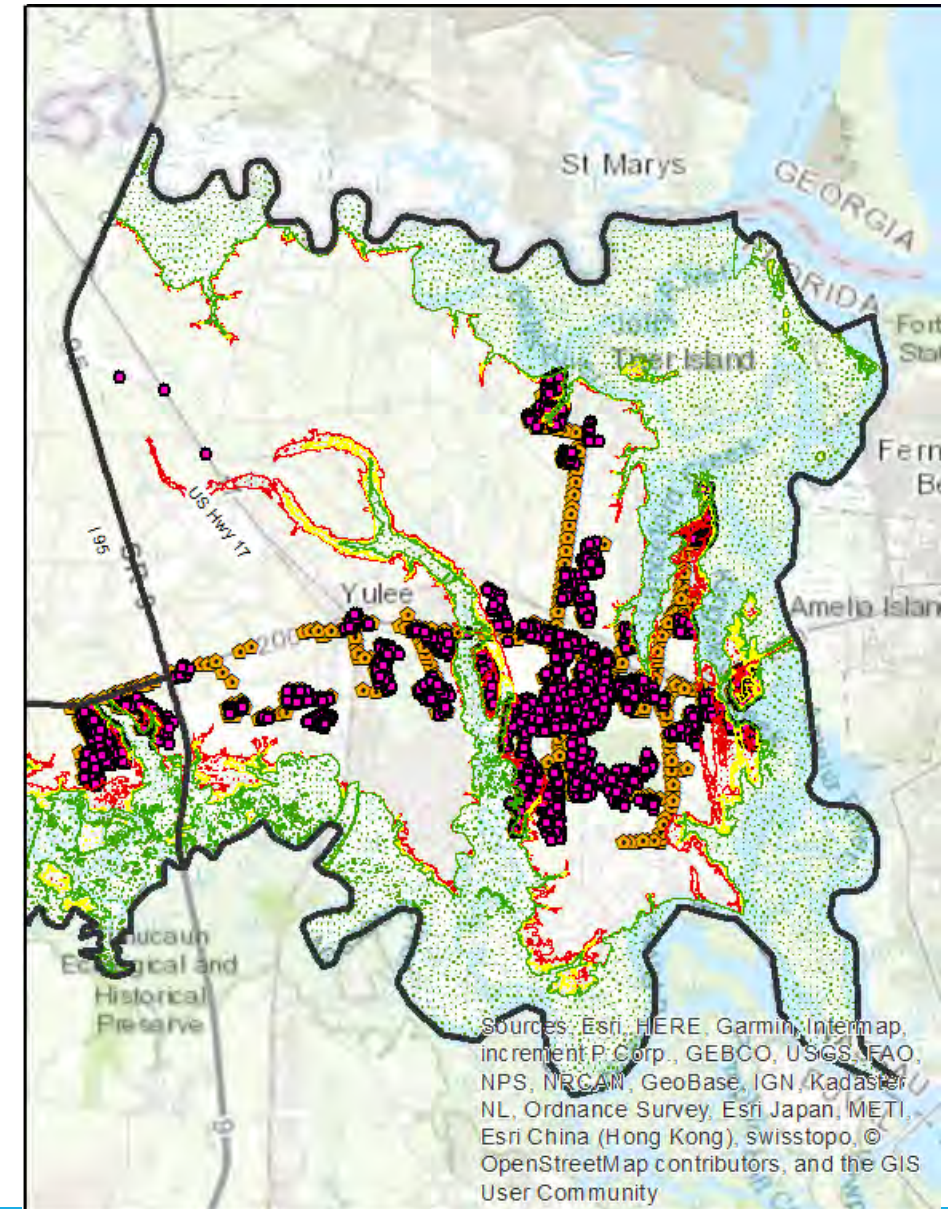 St Marys
GEORGIA
FLORIDA
Tiger Island
Yulee
US Hwy 17
I 95
200
Amelia Islan
Fern
Be
Fort
Stat
Ecological and
Historical
Preserve
Sources: Esri, HERE, Garmin, Intermap,
increment P Corp., GEBCO, USGS, FAO,
NPS, NRCAN, GeoBase, IGN, Kadaster
NL, Ordnance Survey, Esri Japan, METI,
Esri China (Hong Kong), swisstopo, ©
OpenStreetMap contributors, and the GIS
User Community